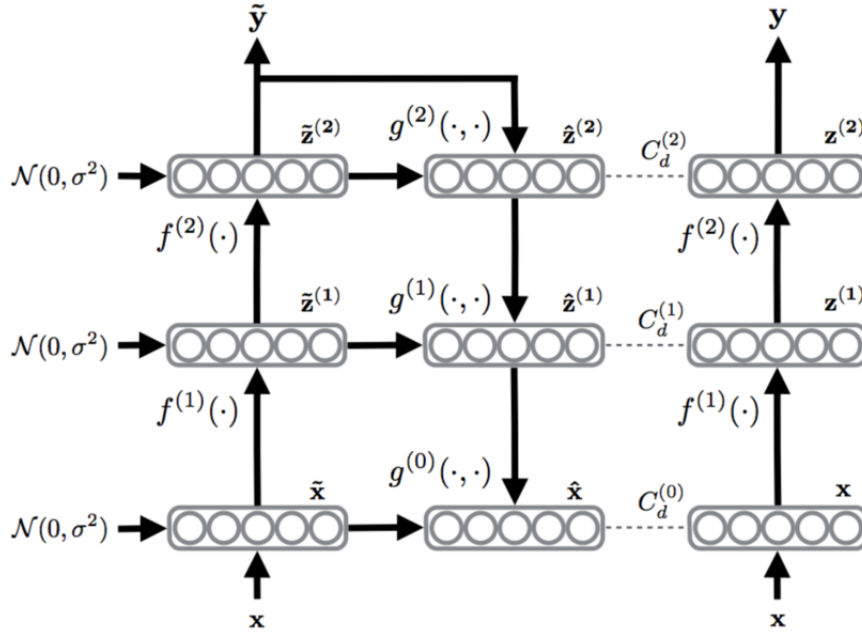 ỹ y
z̃⁽²⁾ g⁽²⁾(·,·) ẑ⁽²⁾ C_d⁽²⁾ z⁽²⁾
𝒩(0, σ²)
f⁽²⁾(·) f⁽²⁾(·)
z̃⁽¹⁾ g⁽¹⁾(·,·) ẑ⁽¹⁾ C_d⁽¹⁾ z⁽¹⁾
𝒩(0, σ²)
f⁽¹⁾(·) f⁽¹⁾(·)
x̃ g⁽⁰⁾(·,·) x̂ C_d⁽⁰⁾ x
𝒩(0, σ²)
x x